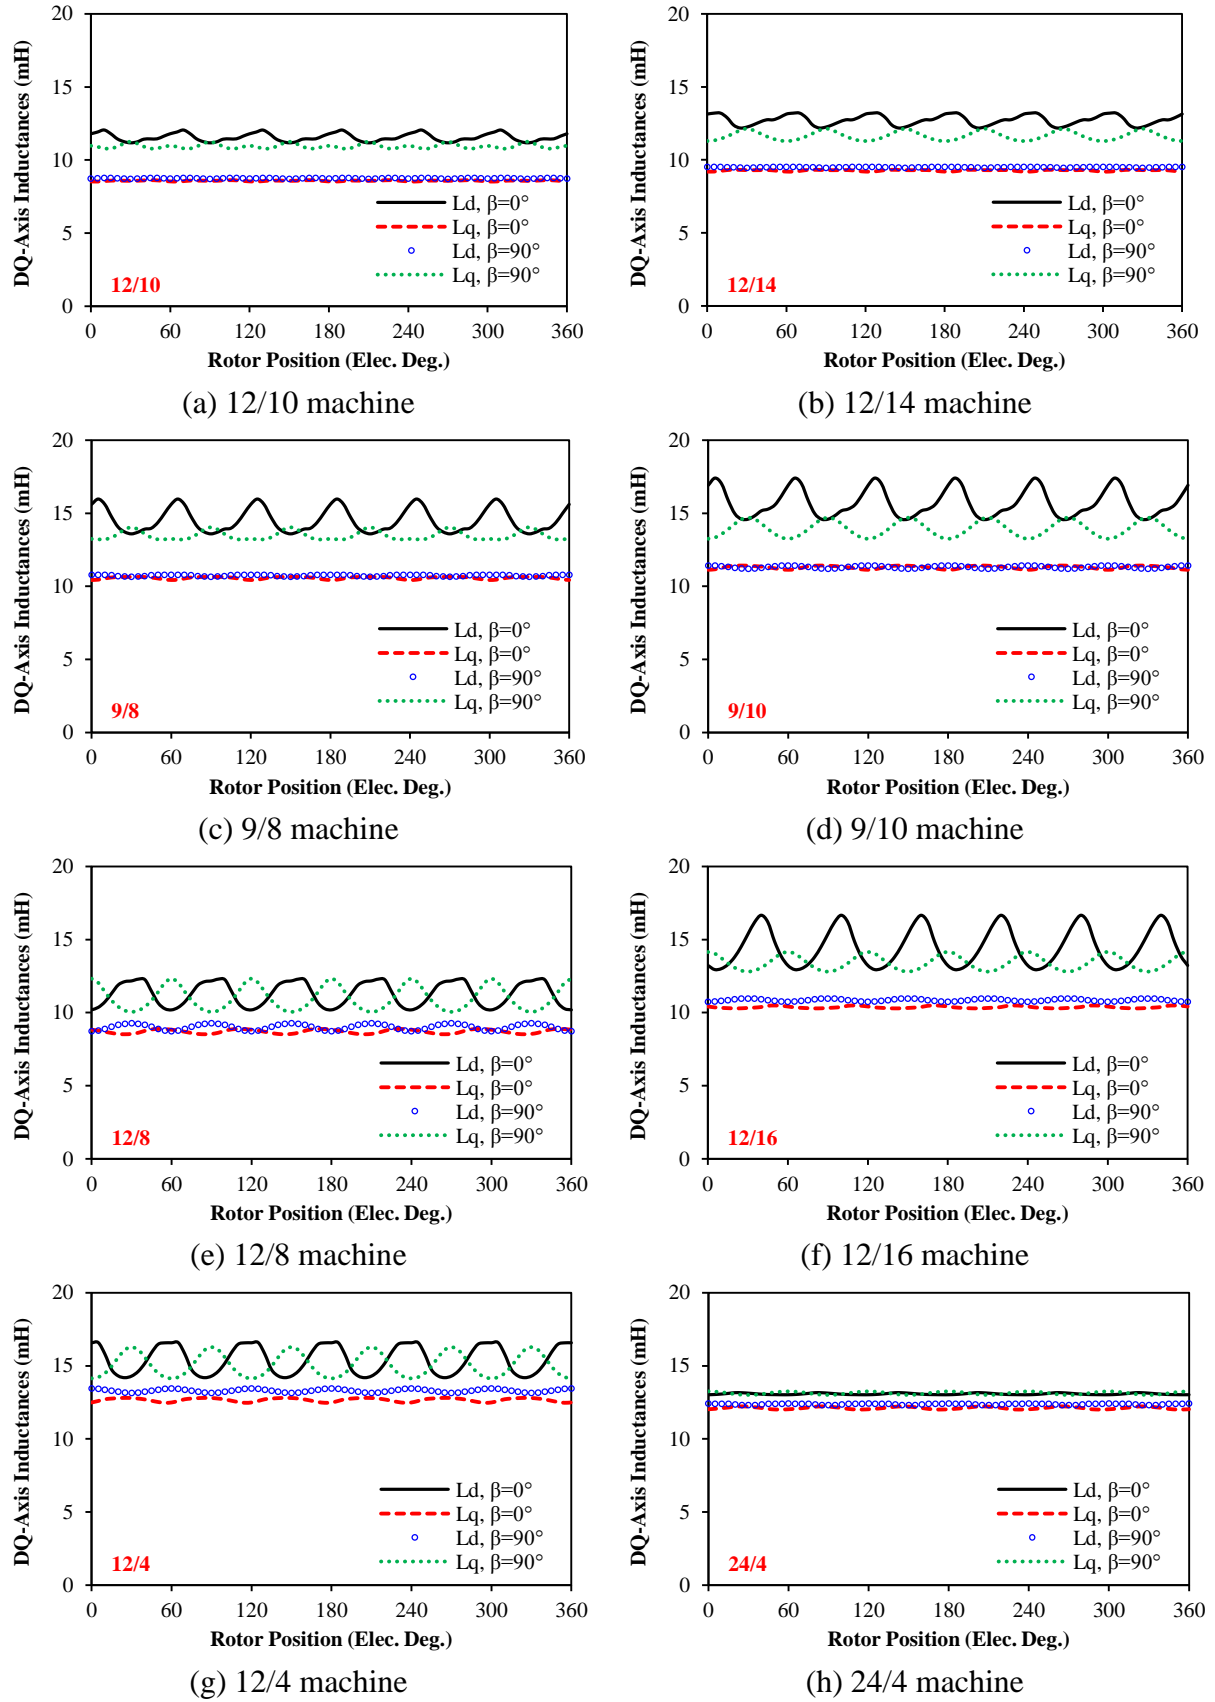 20
15
10
5
0
DQ-Axis Inductances (mH)
Ld, β=0°
Lq, β=0°
Ld, β=90°
Lq, β=90°
12/10
0 60 120 180 240 300 360
Rotor Position (Elec. Deg.)
(a) 12/10 machine
20
15
10
5
0
DQ-Axis Inductances (mH)
Ld, β=0°
Lq, β=0°
Ld, β=90°
Lq, β=90°
12/14
0 60 120 180 240 300 360
Rotor Position (Elec. Deg.)
(b) 12/14 machine
20
15
10
5
0
DQ-Axis Inductances (mH)
Ld, β=0°
Lq, β=0°
Ld, β=90°
Lq, β=90°
9/8
0 60 120 180 240 300 360
Rotor Position (Elec. Deg.)
(c) 9/8 machine
20
15
10
5
0
DQ-Axis Inductances (mH)
Ld, β=0°
Lq, β=0°
Ld, β=90°
Lq, β=90°
9/10
0 60 120 180 240 300 360
Rotor Position (Elec. Deg.)
(d) 9/10 machine
20
15
10
5
0
DQ-Axis Inductances (mH)
Ld, β=0°
Lq, β=0°
Ld, β=90°
Lq, β=90°
12/8
0 60 120 180 240 300 360
Rotor Position (Elec. Deg.)
(e) 12/8 machine
20
15
10
5
0
DQ-Axis Inductances (mH)
Ld, β=0°
Lq, β=0°
Ld, β=90°
Lq, β=90°
12/16
0 60 120 180 240 300 360
Rotor Position (Elec. Deg.)
(f) 12/16 machine
20
15
10
5
0
DQ-Axis Inductances (mH)
Ld, β=0°
Lq, β=0°
Ld, β=90°
Lq, β=90°
12/4
0 60 120 180 240 300 360
Rotor Position (Elec. Deg.)
(g) 12/4 machine
20
15
10
5
0
DQ-Axis Inductances (mH)
Ld, β=0°
Lq, β=0°
Ld, β=90°
Lq, β=90°
24/4
0 60 120 180 240 300 360
Rotor Position (Elec. Deg.)
(h) 24/4 machine